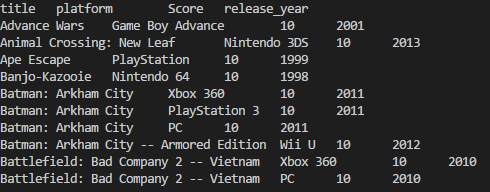 title platform Score release_year
Advance Wars Game Boy Advance 10 2001
Animal Crossing: New Leaf Nintendo 3DS 10 2013
Ape Escape PlayStation 10 1999
Banjo-Kazooie Nintendo 64 10 1998
Batman: Arkham City Xbox 360 10 2011
Batman: Arkham City PlayStation 3 10 2011
Batman: Arkham City PC 10 2011
Batman: Arkham City -- Armored Edition Wii U 10 2012
Battlefield: Bad Company 2 -- Vietnam Xbox 360 10 2010
Battlefield: Bad Company 2 -- Vietnam PC 10 2010